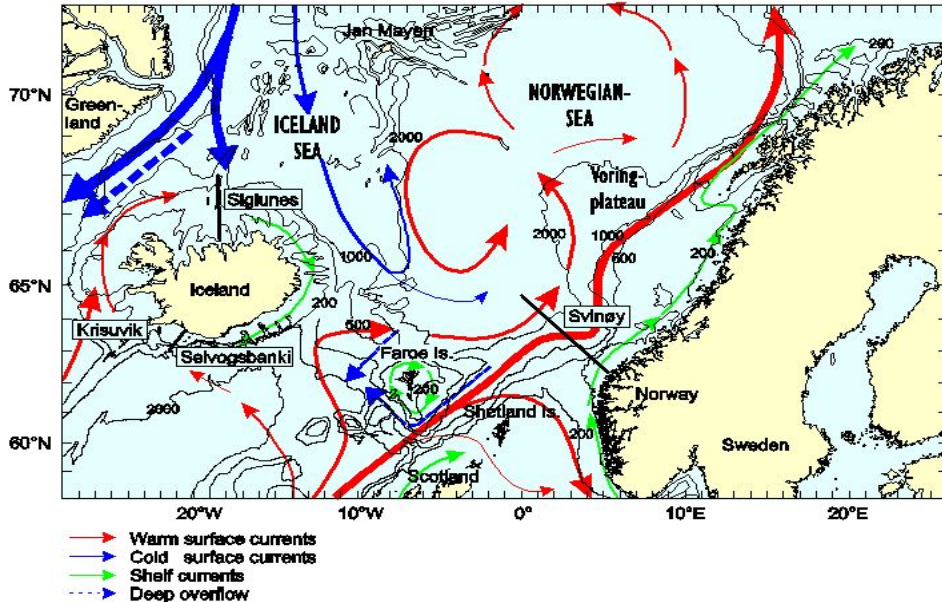 Jan Mayen
70°N
Green-
land
ICELAND
SEA
2000
NORWEGIAN-
SEA
200
Siglunes
Voring-
plateau
2000
1000
600
200
1000
65°N
Iceland
200
Krisuvik
Selvogsbanki
500
Faroe Is.
250
Svinøy
2000
Shetland Is.
Norway
60°N
200
Sweden
Scotland
20°W
10°W
0°
10°E
20°E
Warm surface currents
Cold surface currents
Shelf currents
Deep overflow